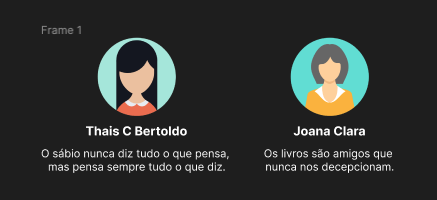 Frame 1
Thais C Bertoldo
O sábio nunca diz tudo o que pensa,
mas pensa sempre tudo o que diz.
Joana Clara
Os livros são amigos que
nunca nos decepcionam.